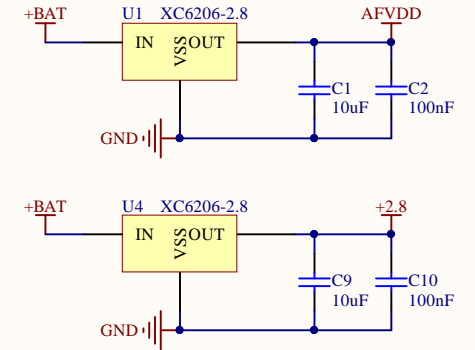 +BAT U1 XC6206-2.8 AFVDD
IN VSS OUT
C1 C2
10uF 100nF
GND
+BAT U4 XC6206-2.8 +2.8
IN VSS OUT
C9 C10
10uF 100nF
GND